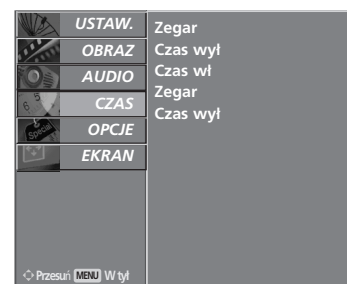 USTAW.
OBRAZ
AUDIO
CZAS
OPCJE
EKRAN
Zegar
Czas wył
Czas wł
Zegar
Czas wył
Przesuń MENU W tył